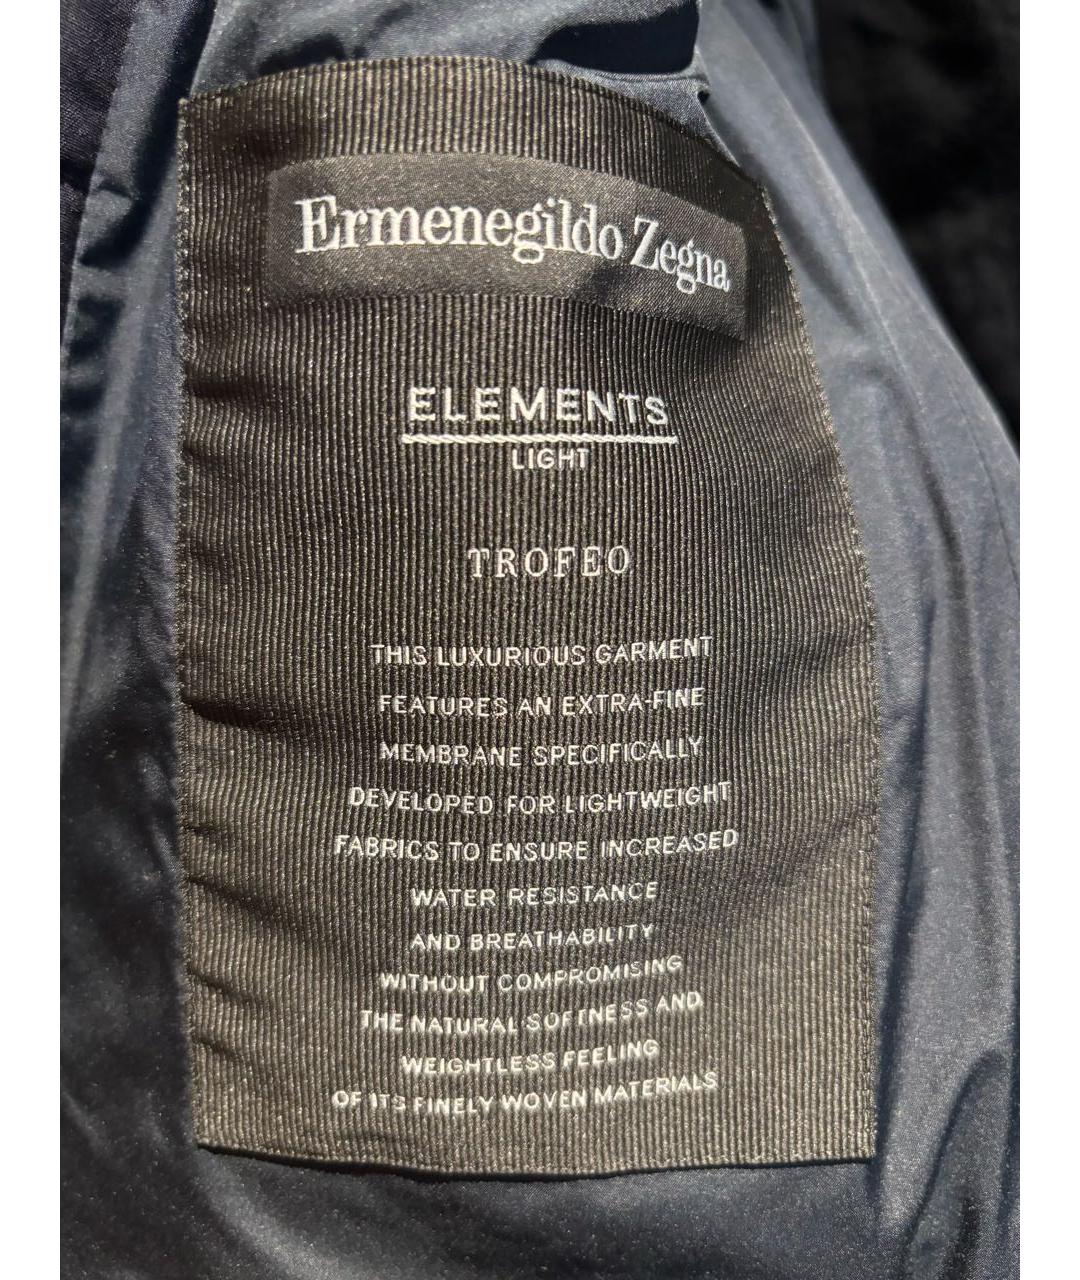 Ermenegildo Zegna
ELEMENTS
LIGHT
TROFEO
THIS LUXURIOUS GARMENT
FEATURES AN EXTRA-FINE
MEMBRANE SPECIFICALLY
DEVELOPED FOR LIGHTWEIGHT
FABRICS TO ENSURE INCREASED
WATER RESISTANCE
AND BREATHABILITY
WITHOUT COMPROMISING
THE NATURAL SOFTNESS AND
WEIGHTLESS FEELING
OF ITS FINELY WOVEN MATERIALS